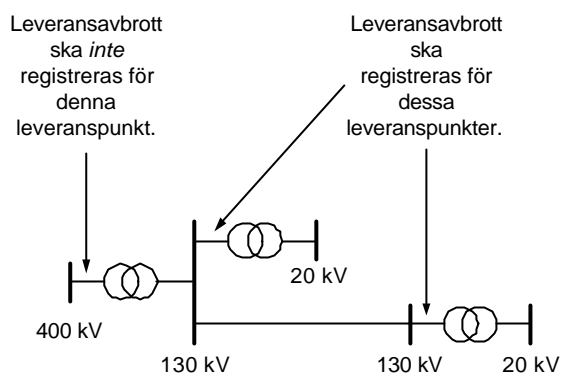 Leveransavbrott
ska inte
registreras för
denna
leveranspunkt.
Leveransavbrott
ska
registreras för
dessa
leveranspunkter.
20 kV
400 kV
130 kV
130 kV
20 kV